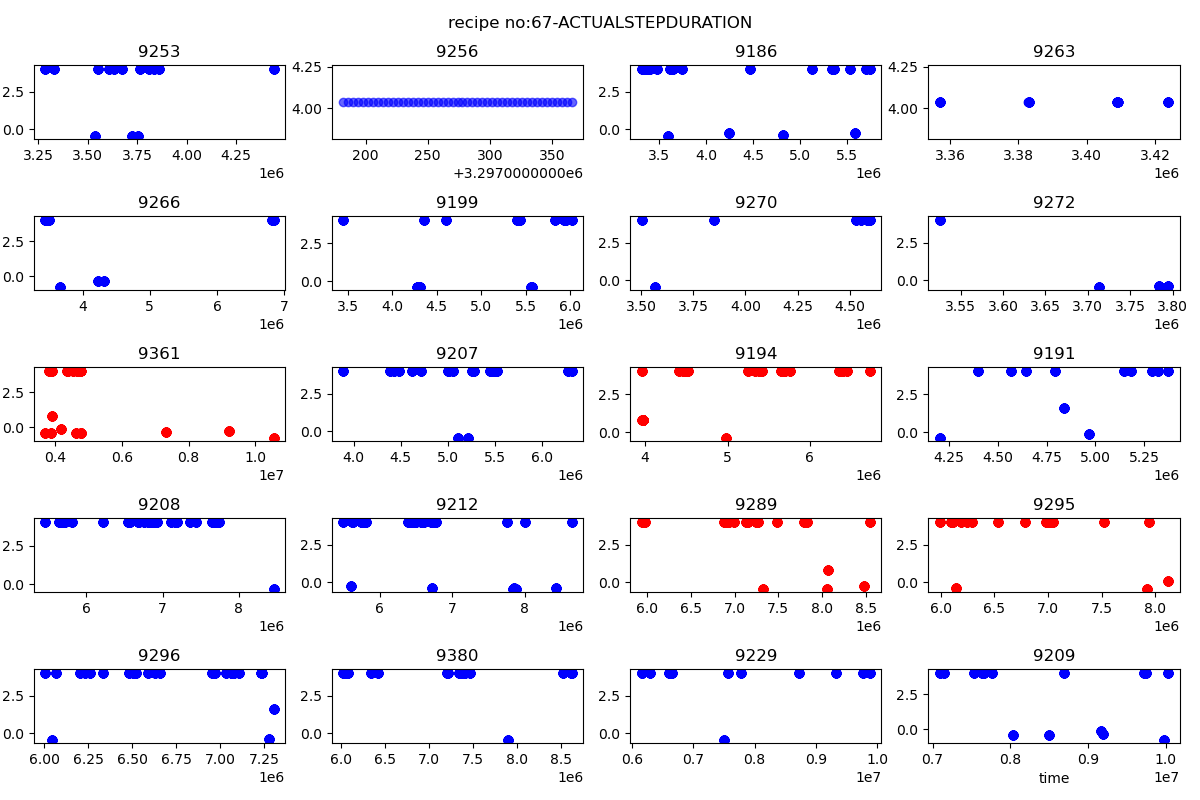 recipe no:67-ACTUALSTEPDURATION
9253 9256 9186 9263
2.5 0.0 3.25 3.50 3.75 4.00 4.25 1e6
4.25 4.00 200 250 300 350 +3.2970000000e6
2.5 0.0 3.5 4.0 4.5 5.0 5.5 1e6
4.25 4.00 3.36 3.38 3.40 3.42 1e6
9266 9199 9270 9272
2.5 0.0 4 5 6 7 1e6
2.5 0.0 3.5 4.0 4.5 5.0 5.5 6.0 1e6
2.5 0.0 3.50 3.75 4.00 4.25 4.50 1e6
2.5 0.0 3.55 3.60 3.65 3.70 3.75 3.80 1e6
9361 9207 9194 9191
2.5 0.0 0.4 0.6 0.8 1.0 1e7
2.5 0.0 4.0 4.5 5.0 5.5 6.0 1e6
2.5 0.0 4 5 6 1e6
2.5 0.0 4.25 4.50 4.75 5.00 5.25 1e6
9208 9212 9289 9295
2.5 0.0 6 7 8 1e6
2.5 0.0 6 7 8 1e6
2.5 0.0 6.0 6.5 7.0 7.5 8.0 8.5 1e6
2.5 0.0 6.0 6.5 7.0 7.5 8.0 1e6
9296 9380 9229 9209
2.5 0.0 6.00 6.25 6.50 6.75 7.00 7.25 1e6
2.5 0.0 6.0 6.5 7.0 7.5 8.0 8.5 1e6
2.5 0.0 0.6 0.7 0.8 0.9 1.0 1e7
2.5 0.0 0.7 0.8 0.9 1.0 1e7
time